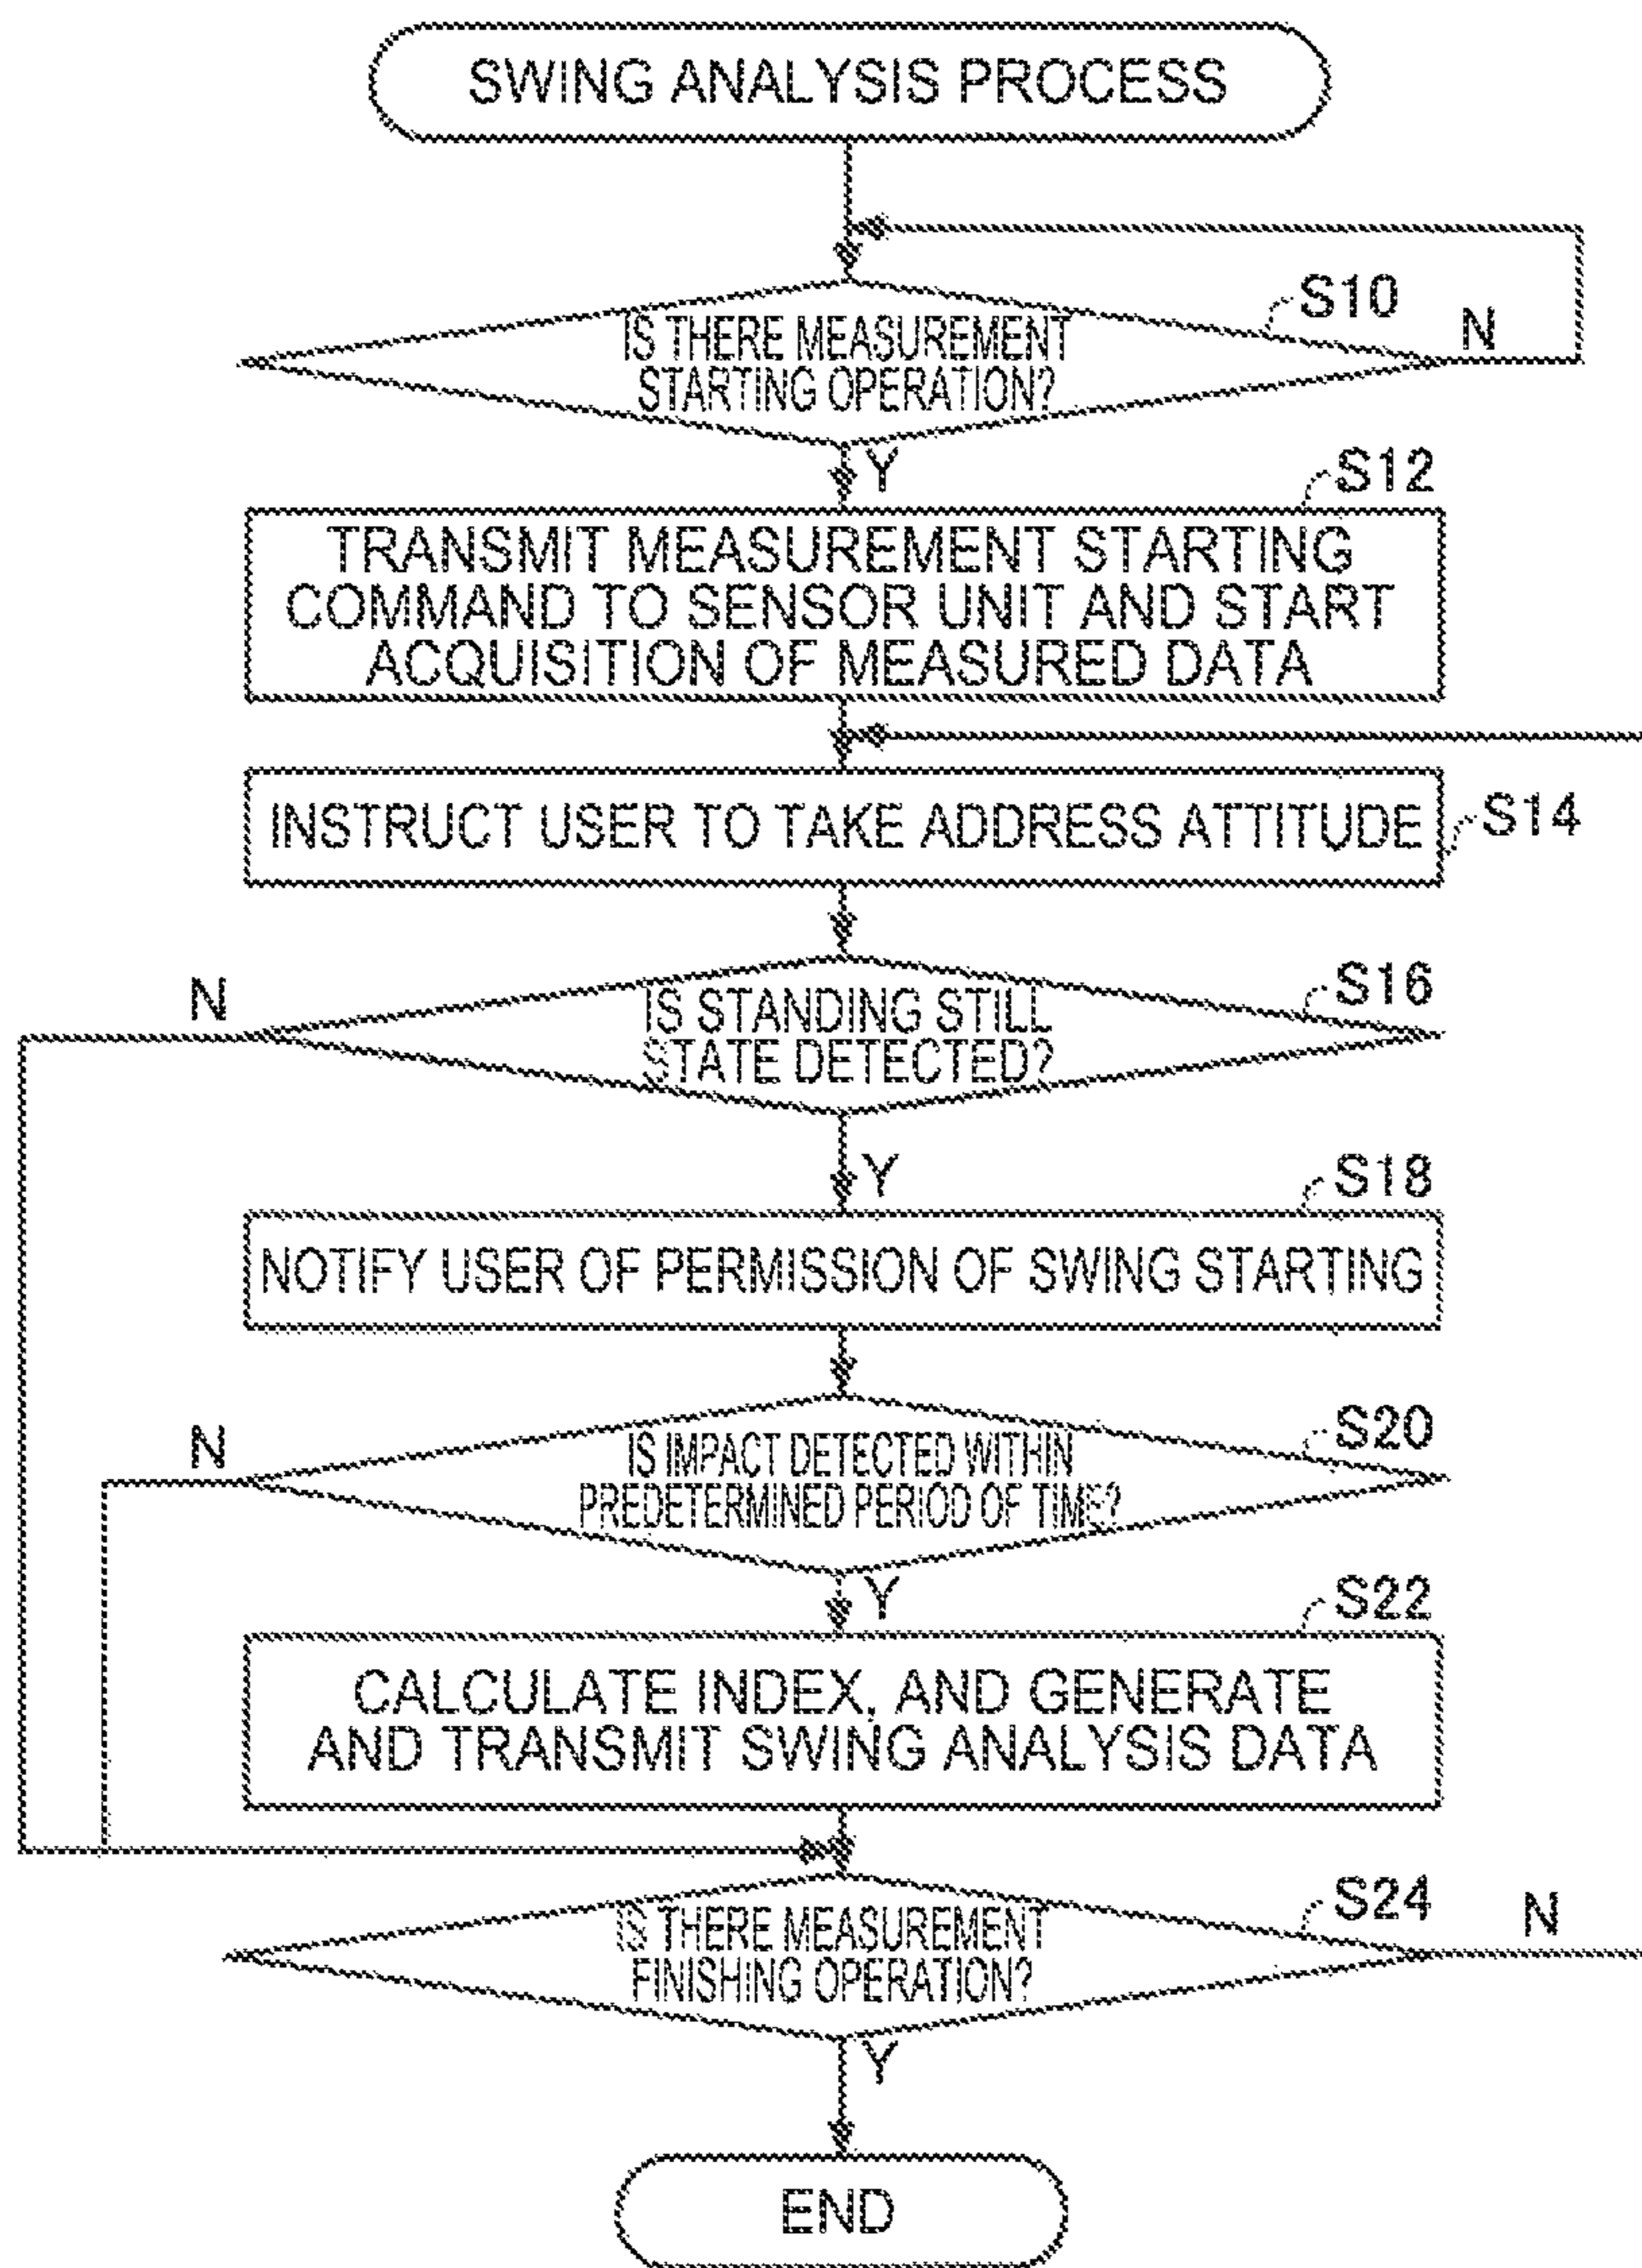 SWING ANALYSIS PROCESS
S10
N
IS THERE MEASUREMENT
STARTING OPERATION?
Y
S12
TRANSMIT MEASUREMENT STARTING
COMMAND TO SENSOR UNIT AND START
ACQUISITION OF MEASURED DATA
INSTRUCT USER TO TAKE ADDRESS ATTITUDE
S14
N
S16
IS STANDING STILL
STATE DETECTED?
Y
S18
NOTIFY USER OF PERMISSION OF SWING STARTING
N
S20
IS IMPACT DETECTED WITHIN
PREDETERMINED PERIOD OF TIME?
Y
S22
CALCULATE INDEX, AND GENERATE
AND TRANSMIT SWING ANALYSIS DATA
S24
N
IS THERE MEASUREMENT
FINISHING OPERATION?
Y
END